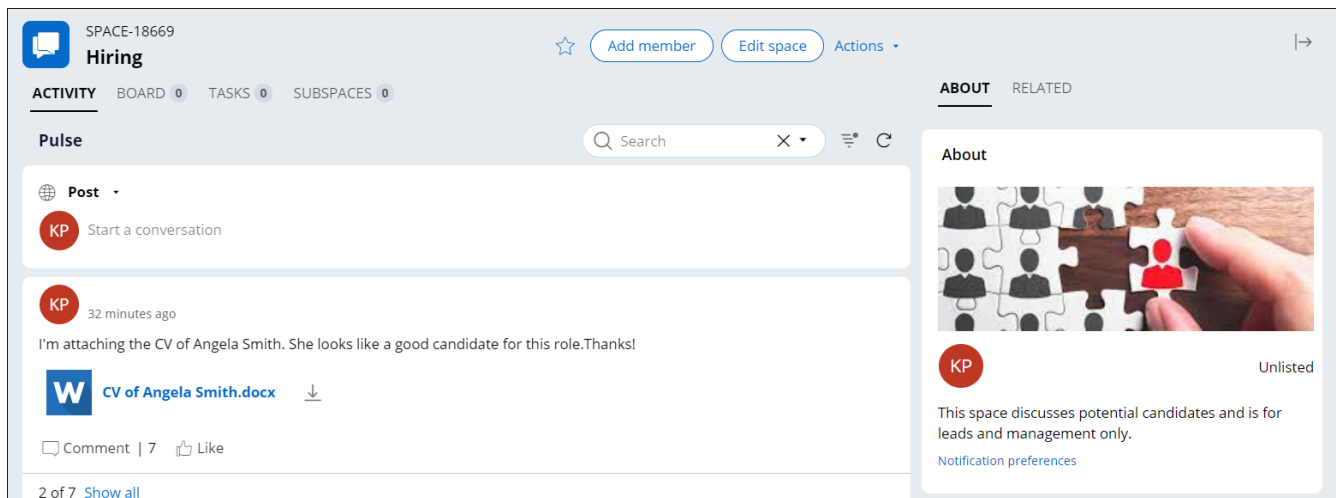 SPACE-18669
Hiring
Add member
Edit space
Actions
ACTIVITY BOARD 0 TASKS 0 SUBSPACES 0
Pulse
Search
Post
KP
Start a conversation
KP
32 minutes ago
I'm attaching the CV of Angela Smith. She looks like a good candidate for this role.Thanks!
W
CV of Angela Smith.docx
Comment | 7 Like
2 of 7 Show all
ABOUT RELATED
About
KP
Unlisted
This space discusses potential candidates and is for
leads and management only.
Notification preferences